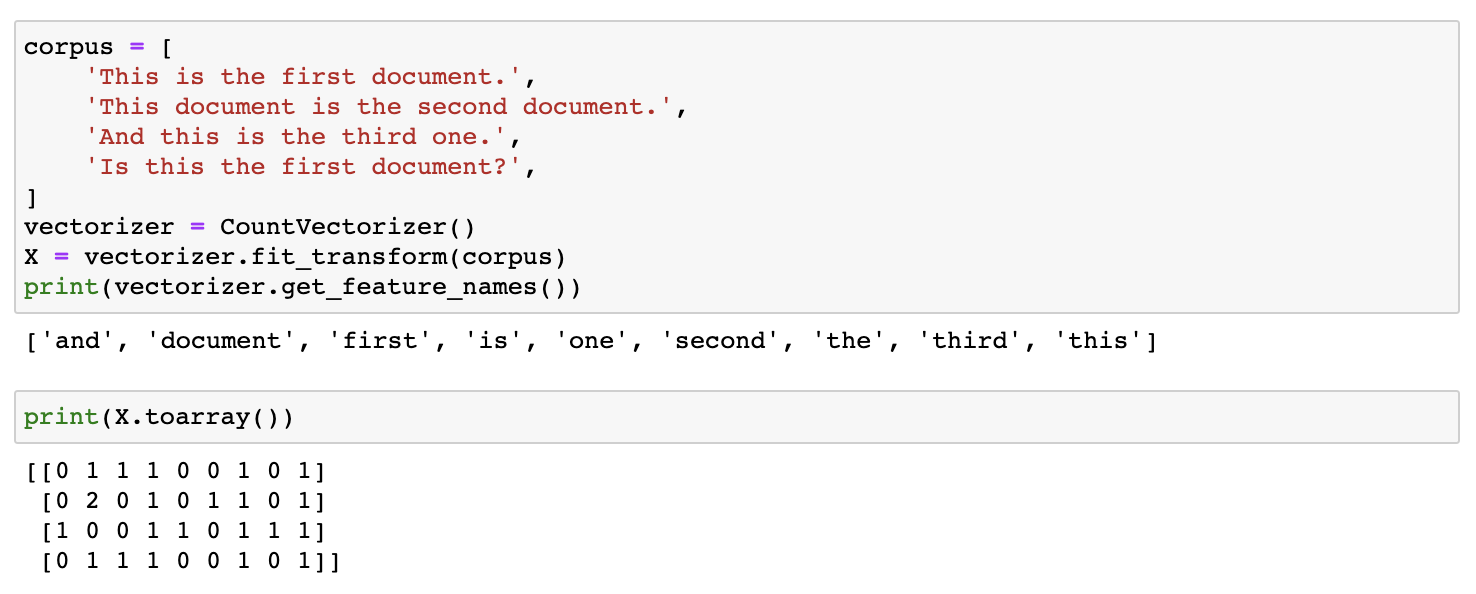 corpus = [
    'This is the first document.',
    'This document is the second document.',
    'And this is the third one.',
    'Is this the first document?',
]
vectorizer = CountVectorizer()
X = vectorizer.fit_transform(corpus)
print(vectorizer.get_feature_names())
['and', 'document', 'first', 'is', 'one', 'second', 'the', 'third', 'this']
print(X.toarray())
[[0 1 1 1 0 0 1 0 1]
 [0 2 0 1 0 1 1 0 1]
 [1 0 0 1 1 0 1 1 1]
 [0 1 1 1 0 0 1 0 1]]